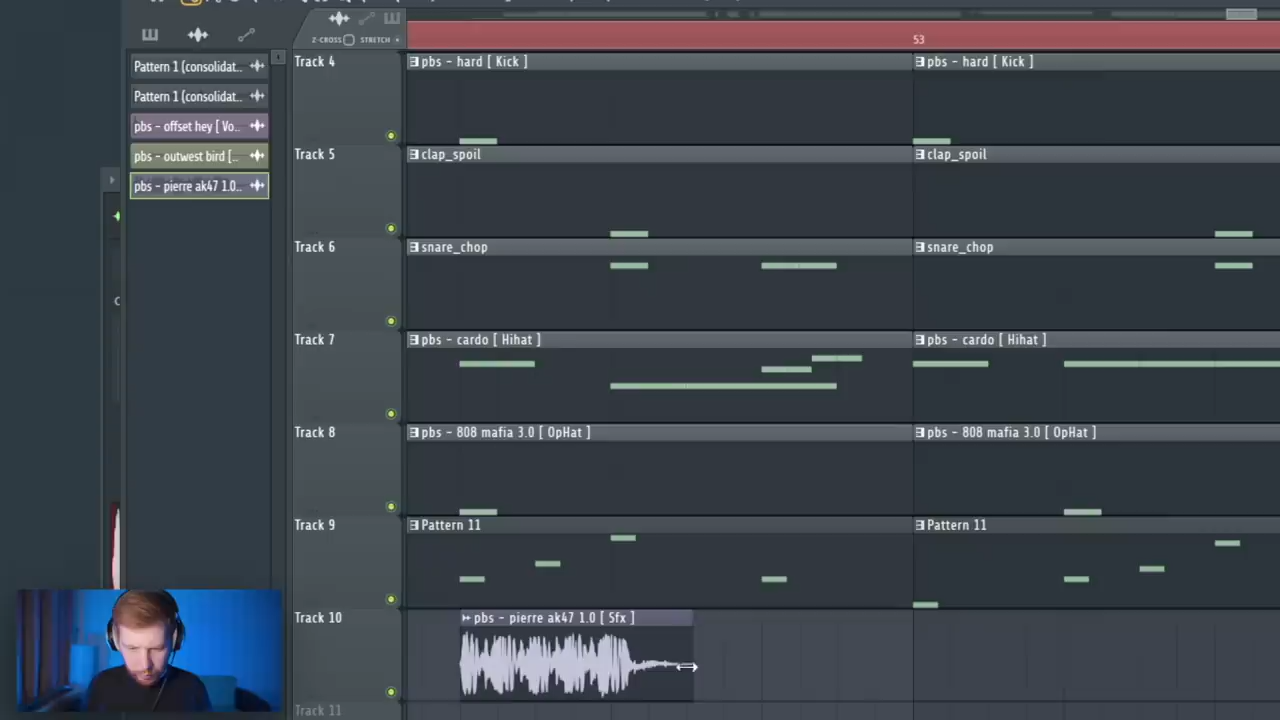 Z-CROSS STRETCH
53
Pattern 1 (consolidat..
Pattern 1 (consolidat..
pbs - offset hey [ Vo..
pbs - outwest bird [..
pbs - pierre ak47 1.0..
Track 4
pbs - hard [ Kick ]
pbs - hard [ Kick ]
Track 5
clap_spoil
clap_spoil
Track 6
snare_chop
snare_chop
Track 7
pbs - cardo [ Hihat ]
pbs - cardo [ Hihat ]
Track 8
pbs - 808 mafia 3.0 [ OpHat ]
pbs - 808 mafia 3.0 [ OpHat ]
Track 9
Pattern 11
Pattern 11
Track 10
pbs - pierre ak47 1.0 [ Sfx ]
Track 11